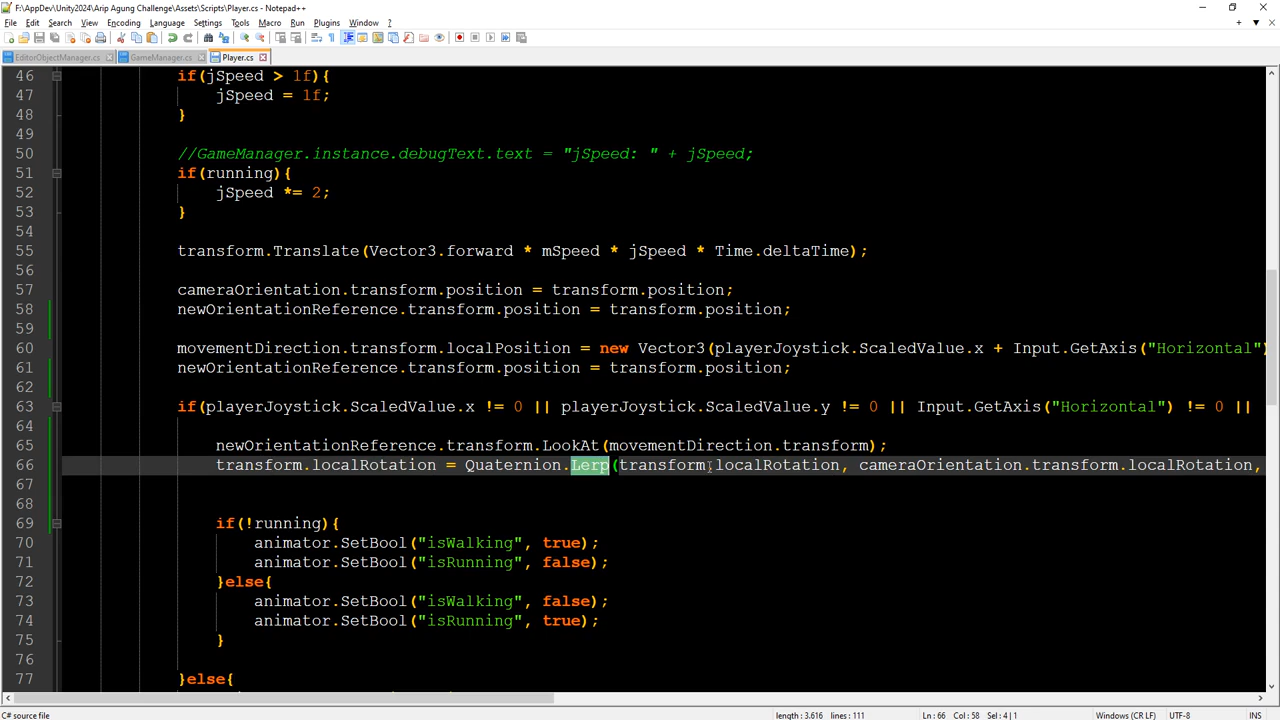 F:\AppDev\Unity2024\Arip Agung Challenge\Assets\Scripts\Player.cs - Notepad++
File Edit Search View Encoding Language Settings Tools Macro Run Plugins Window ?
EditorObjectManager.cs GameManager.cs Player.cs
46 if(jSpeed > 1f){
47 jSpeed = 1f;
48 }
49
50 //GameManager.instance.debugText.text = "jSpeed: " + jSpeed;
51 if(running){
52 jSpeed *= 2;
53 }
54
55 transform.Translate(Vector3.forward * mSpeed * jSpeed * Time.deltaTime);
56
57 cameraOrientation.transform.position = transform.position;
58 newOrientationReference.transform.position = transform.position;
59
60 movementDirection.transform.localPosition = new Vector3(playerJoystick.ScaledValue.x + Input.GetAxis("Horizontal")
61 newOrientationReference.transform.position = transform.position;
62
63 if(playerJoystick.ScaledValue.x != 0 || playerJoystick.ScaledValue.y != 0 || Input.GetAxis("Horizontal") != 0 ||
64
65 newOrientationReference.transform.LookAt(movementDirection.transform);
66 transform.localRotation = Quaternion.Lerp(transform.localRotation, cameraOrientation.transform.localRotation,
67
68
69 if(!running){
70 animator.SetBool("isWalking", true);
71 animator.SetBool("isRunning", false);
72 }else{
73 animator.SetBool("isWalking", false);
74 animator.SetBool("isRunning", true);
75 }
76
77 }else{
C# source file length : 3.616 lines : 111 Ln : 66 Col : 58 Sel : 4 | 1 Windows (CR LF) UTF-8 INS